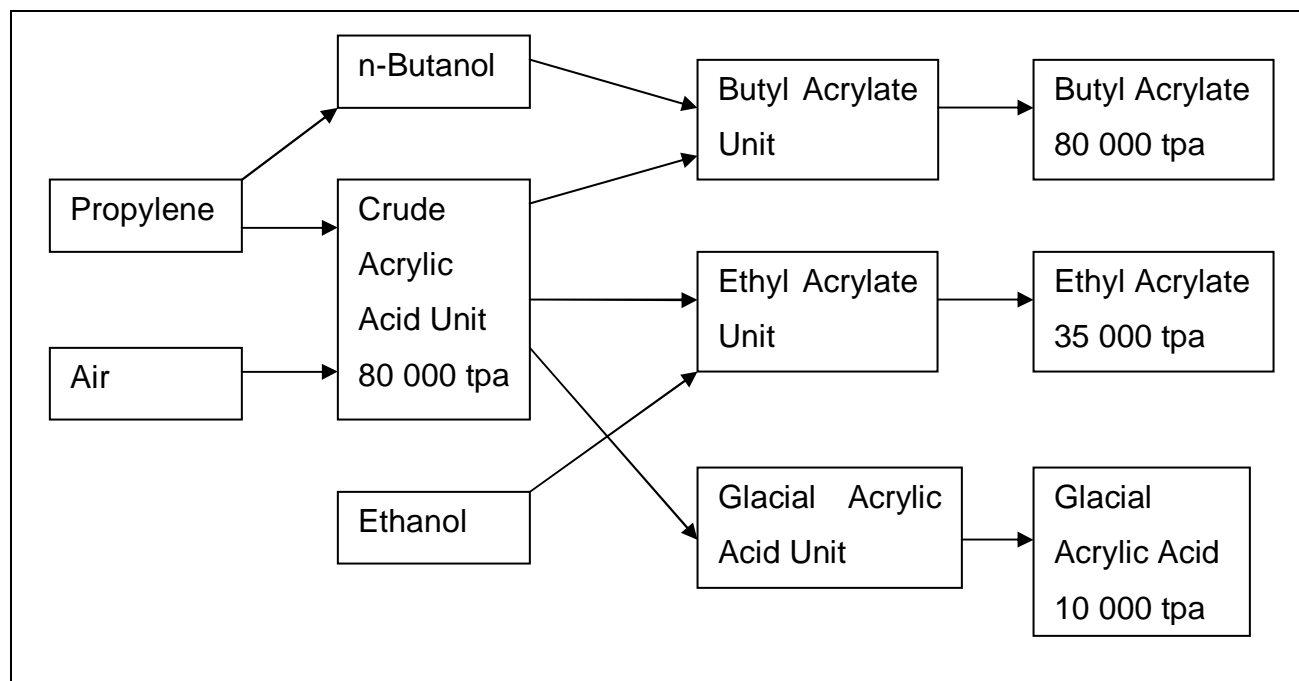 n-Butanol
Butyl Acrylate
Unit
Butyl Acrylate
80 000 tpa
Propylene
Crude
Acrylic
Acid Unit
80 000 tpa
Air
Ethyl Acrylate
Unit
Ethyl Acrylate
35 000 tpa
Ethanol
Glacial Acrylic
Acid Unit
Glacial
Acrylic Acid
10 000 tpa